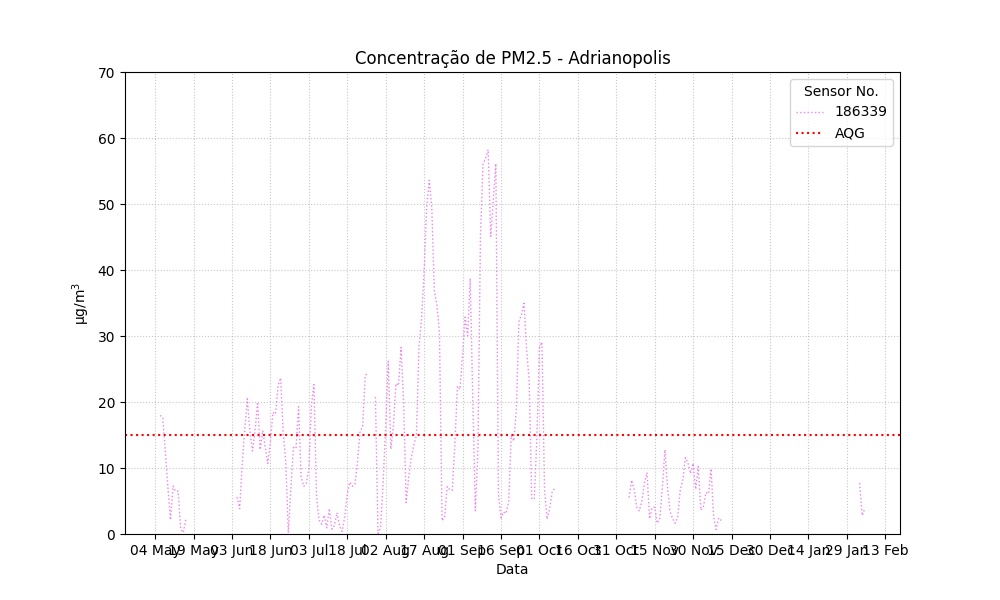 Concentração de PM2.5 - Adrianopolis
70
60
50
40
30
20
10
0
µg/m³
Sensor No.
186339
AQG
04 May 19 May 03 Jun 18 Jun 03 Jul 18 Jul 02 Aug 17 Aug 01 Sep 16 Sep 01 Oct 16 Oct 31 Oct 15 Nov 30 Nov 15 Dec 30 Dec 14 Jan 29 Jan 13 Feb
Data